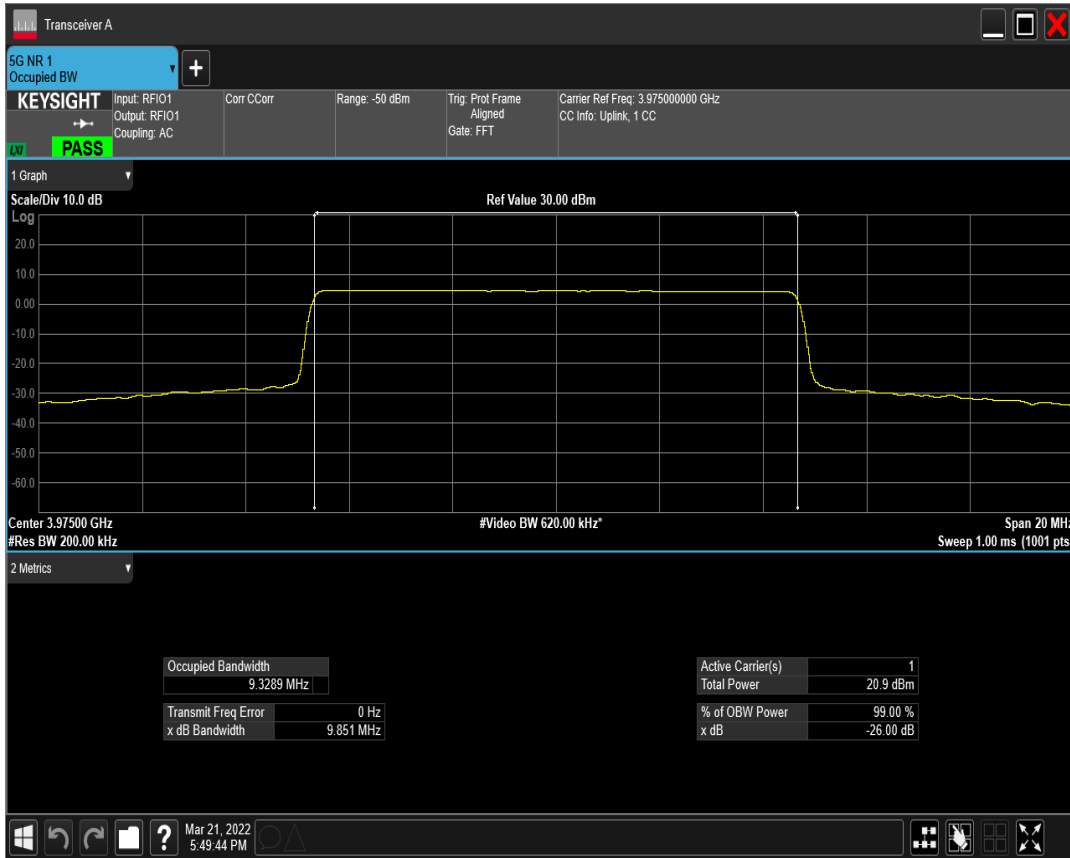 Transceiver A
5G NR 1
Occupied BW
+
KEYSIGHT
LXI
PASS
Input: RFIO1
Output: RFIO1
Coupling: AC
Corr CCorr
Range: -50 dBm
Trig: Prot Frame
Aligned
Gate: FFT
Carrier Ref Freq: 3.975000000 GHz
CC Info: Uplink, 1 CC
1 Graph
Scale/Div 10.0 dB
Ref Value 30.00 dBm
Log
20.0
10.0
0.00
-10.0
-20.0
-30.0
-40.0
-50.0
-60.0
Center 3.97500 GHz
#Video BW 620.00 kHz*
Span 20 MHz
#Res BW 200.00 kHz
Sweep 1.00 ms (1001 pts
2 Metrics
Occupied Bandwidth
9.3289 MHz
Transmit Freq Error 0 Hz
x dB Bandwidth 9.851 MHz
Active Carrier(s) 1
Total Power 20.9 dBm
% of OBW Power 99.00 %
x dB -26.00 dB
?
Mar 21, 2022
5:49:44 PM